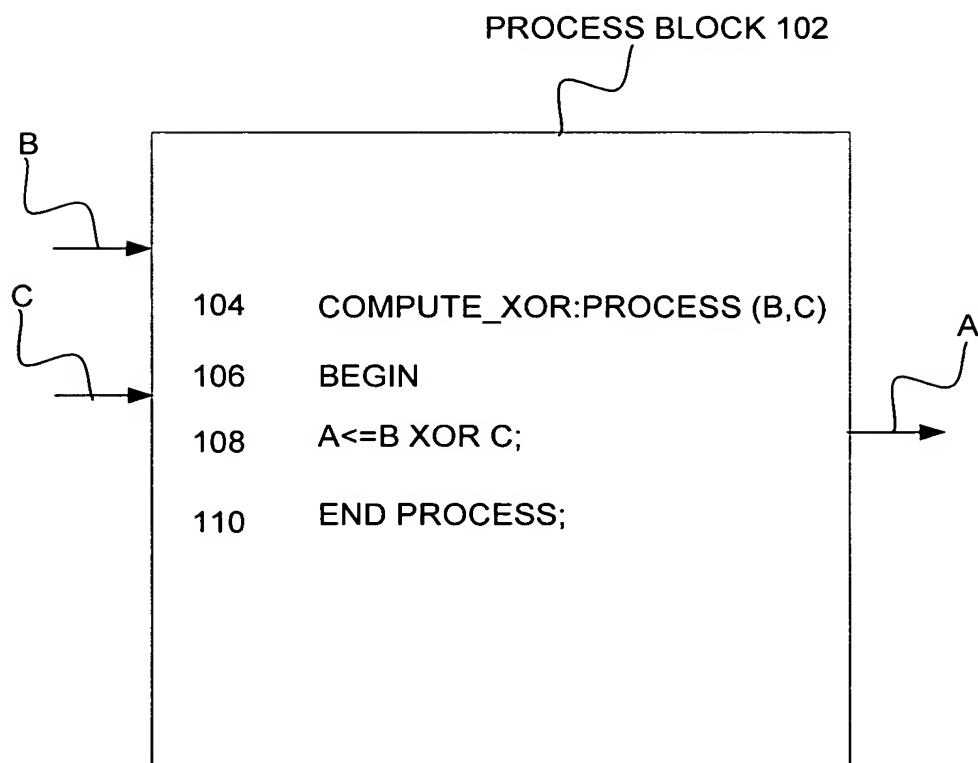 PROCESS BLOCK 102
B
C
104 COMPUTE_XOR:PROCESS (B,C)
106 BEGIN
108 A<=B XOR C;
110 END PROCESS;
A